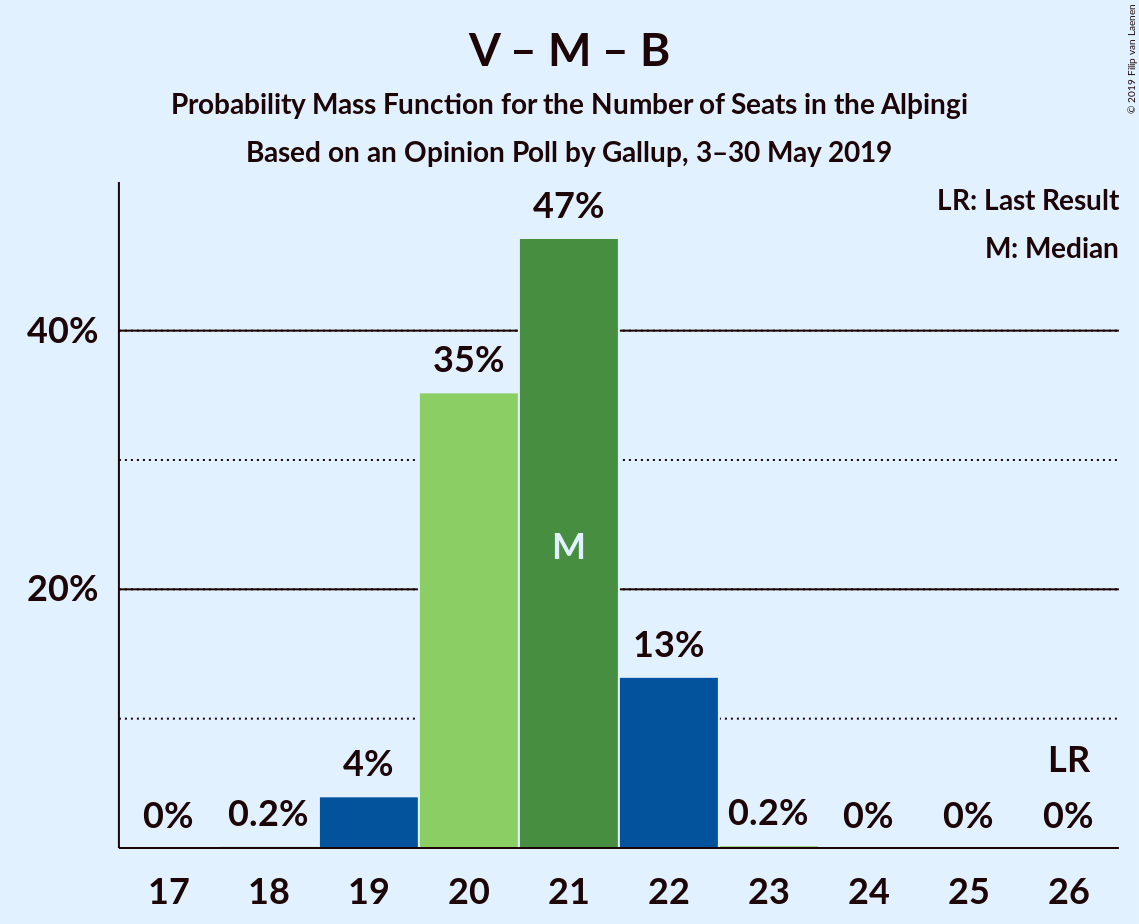 V – M – B
Probability Mass Function for the Number of Seats in the Alþingi
Based on an Opinion Poll by Gallup, 3–30 May 2019
© 2019 Filip van Laenen
LR: Last Result
M: Median
47%
40%
35%
M
20%
13%
4%
LR
0% 0.2% 0.2% 0% 0% 0%
17 18 19 20 21 22 23 24 25 26